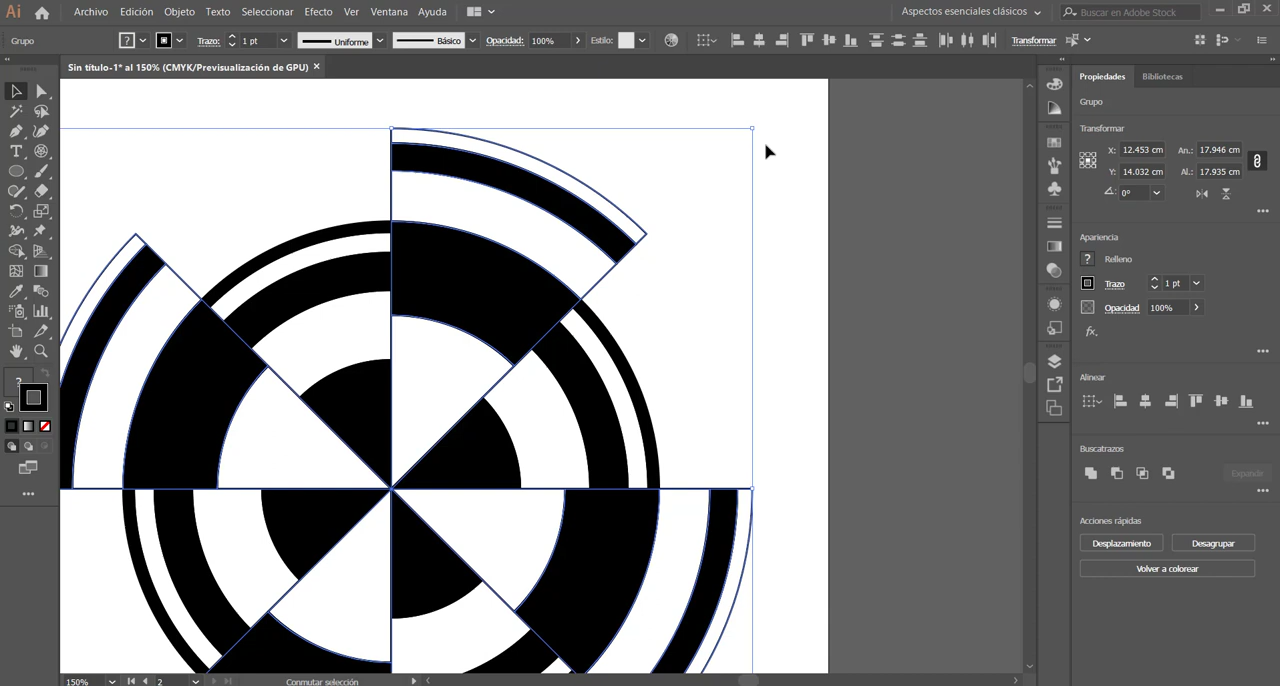 Ai Archivo Edición Objeto Texto Seleccionar Efecto Ver Ventana Ayuda Aspectos esenciales clásicos Buscar en Adobe Stock
Grupo ? Trazo: 1 pt Uniforme Básico Opacidad: 100% Estilo: Transformar
Sin título-1* al 150% (CMYK/Previsualización de GPU) ×
Propiedades Bibliotecas
Grupo
Transformar
X: 12.453 cm An.: 17.946 cm
Y: 14.032 cm Al.: 17.935 cm
0°
Apariencia
? Relleno
Trazo 1 pt
Opacidad 100%
fx.
Alinear
Buscatrazos
Expandir
Acciones rápidas
Desplazamiento Desagrupar
Volver a colorear
?
150% 2 Conmutar selección